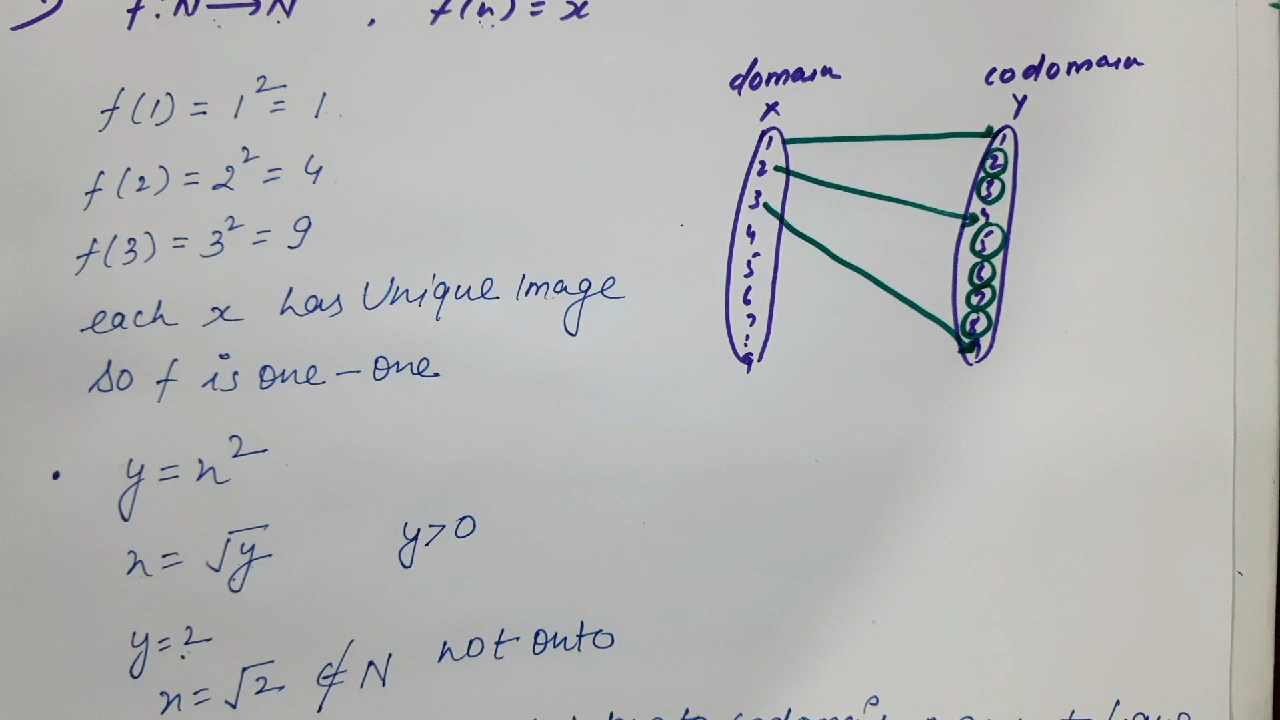 f : N → N , f(x) = x
f(1) = 1² = 1
f(2) = 2² = 4
f(3) = 3² = 9
each x has Unique Image
so f is one-one
y = x²
x = √y y>0
y = 2
x = √2 ∉ N not onto
domain codomain
X Y
1 1
2 2
3 3
4 4
5 5
6 6
7 7
: 8
9 9